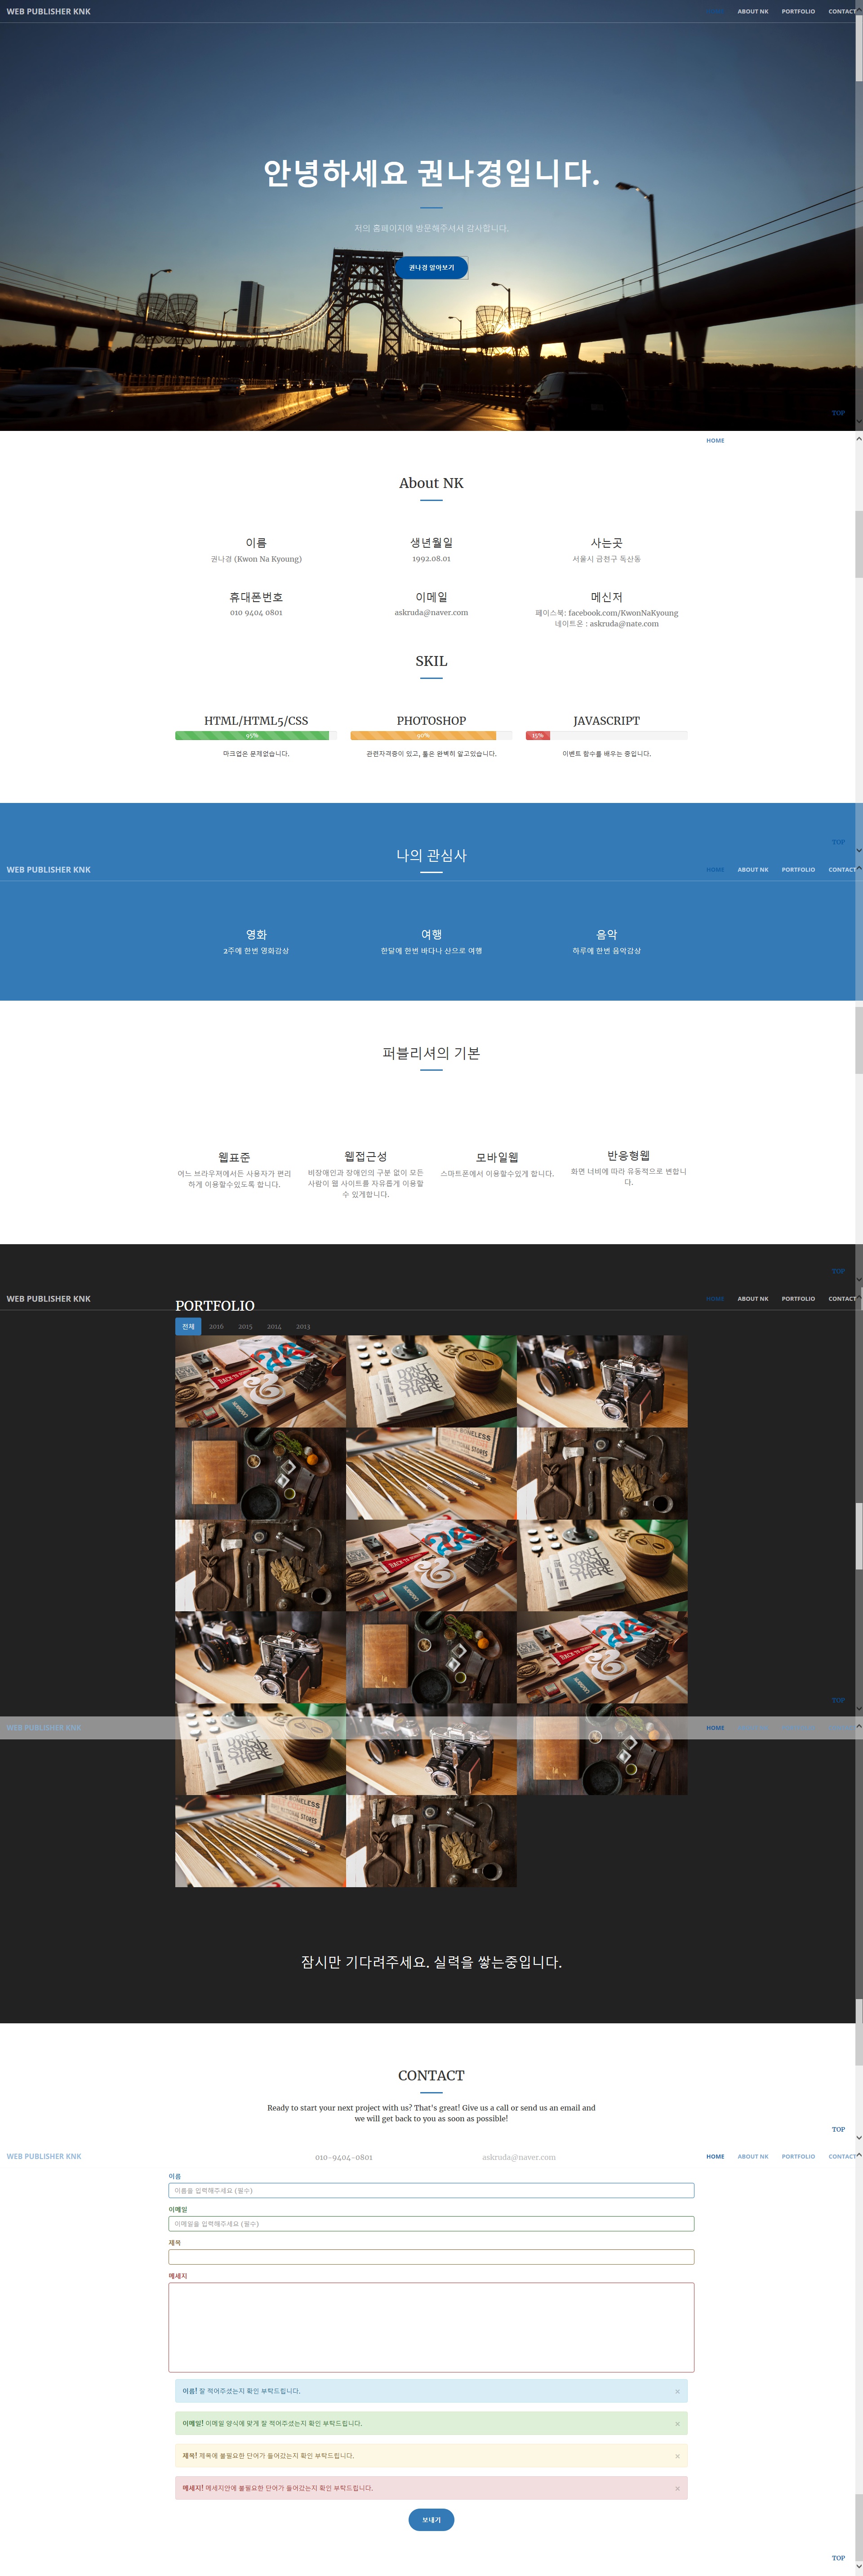 WEB PUBLISHER KNK
HOME ABOUT NK PORTFOLIO CONTACT
안녕하세요 권나경입니다.
저의 홈페이지에 방문해주셔서 감사합니다.
권나경 알아보기
TOP
HOME
About NK
이름 생년월일 사는곳
권나경 (Kwon Na Kyoung) 1992.08.01 서울시 금천구 독산동
휴대폰번호 이메일 메신저
010 9404 0801 askruda@naver.com 페이스북: facebook.com/KwonNaKyoung
네이트온 : askruda@nate.com
SKIL
HTML/HTML5/CSS PHOTOSHOP JAVASCRIPT
95% 90% 15%
마크업은 문제없습니다. 관련자격증이 있고, 툴은 완벽히 알고있습니다. 이벤트 함수를 배우는 중입니다.
TOP
나의 관심사
WEB PUBLISHER KNK
HOME ABOUT NK PORTFOLIO CONTACT
영화 여행 음악
2주에 한번 영화감상 한달에 한번 바다나 산으로 여행 하루에 한번 음악감상
퍼블리셔의 기본
웹표준 웹접근성 모바일웹 반응형웹
어느 브라우저에서든 사용자가 편리
하게 이용할수있도록 합니다.
비장애인과 장애인의 구분 없이 모든
사람이 웹 사이트를 자유롭게 이용할
수 있게합니다.
스마트폰에서 이용할수있게 합니다.
화면 너비에 따라 유동적으로 변합니
다.
TOP
WEB PUBLISHER KNK
HOME ABOUT NK PORTFOLIO CONTACT
PORTFOLIO
전체 2016 2015 2014 2013
TOP
WEB PUBLISHER KNK
HOME
잠시만 기다려주세요. 실력을 쌓는중입니다.
CONTACT
Ready to start your next project with us? That's great! Give us a call or send us an email and
we will get back to you as soon as possible!
TOP
WEB PUBLISHER KNK
HOME ABOUT NK PORTFOLIO CONTACT
010-9404-0801 askruda@naver.com
이름
이름을 입력해주세요 (필수)
이메일
이메일을 입력해주세요 (필수)
제목
메세지
이름! 잘 적어주셨는지 확인 부탁드립니다. ×
이메일! 이메일 양식에 맞게 잘 적어주셨는지 확인 부탁드립니다. ×
제목! 제목에 불필요한 단어가 들어갔는지 확인 부탁드립니다. ×
메세지! 메세지안에 불필요한 단어가 들어갔는지 확인 부탁드립니다. ×
보내기
TOP